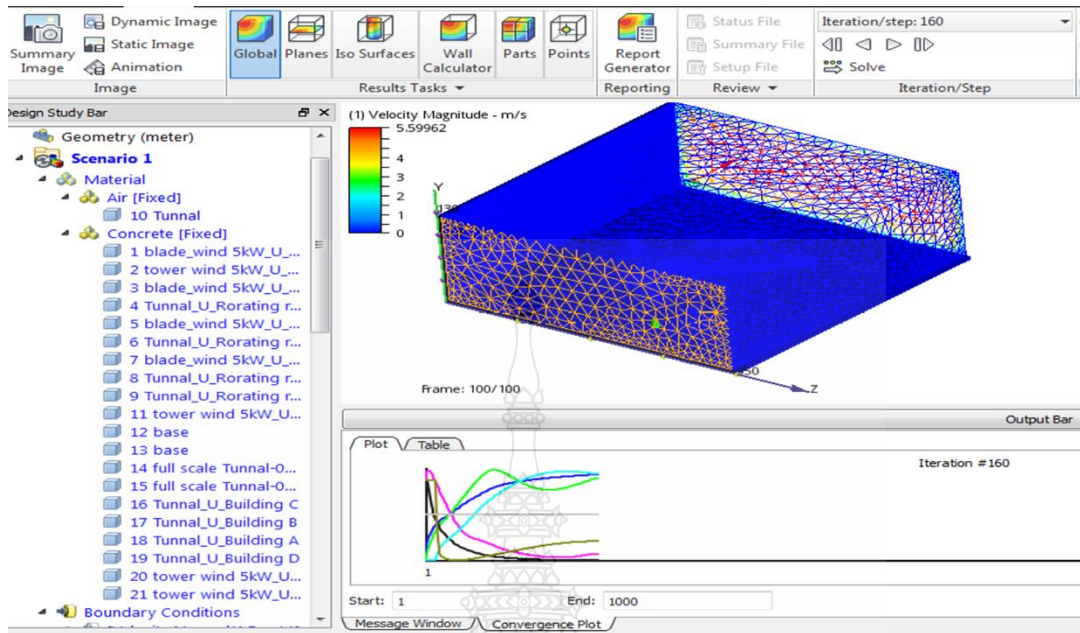 Summary Image
Dynamic Image
Static Image
Animation
Image
Global
Planes
Iso Surfaces
Wall Calculator
Parts
Points
Results Tasks
Report Generator
Reporting
Status File
Summary File
Setup File
Review
Iteration/step: 160
Solve
Iteration/Step
Design Study Bar
Geometry (meter)
Scenario 1
Material
Air [Fixed]
10 Tunnal
Concrete [Fixed]
1 blade_wind 5kW_U_...
2 tower wind 5kW_U_...
3 blade_wind 5kW_U_...
4 Tunnal_U_Rorating r...
5 blade_wind 5kW_U_...
6 Tunnal_U_Rorating r...
7 blade_wind 5kW_U_...
8 Tunnal_U_Rorating r...
9 Tunnal_U_Rorating r...
11 tower wind 5kW_U...
12 base
13 base
14 full scale Tunnal-0...
15 full scale Tunnal-0...
16 Tunnal_U_Building C
17 Tunnal_U_Building B
18 Tunnal_U_Building A
19 Tunnal_U_Building D
20 tower wind 5kW_U...
21 tower wind 5kW_U...
Boundary Conditions
(1) Velocity Magnitude - m/s
5.59962
4
3
2
1
0
Y
Z
Frame: 100/100
Output Bar
Plot
Table
Iteration #160
1
Start: 1
End: 1000
Message Window
Convergence Plot